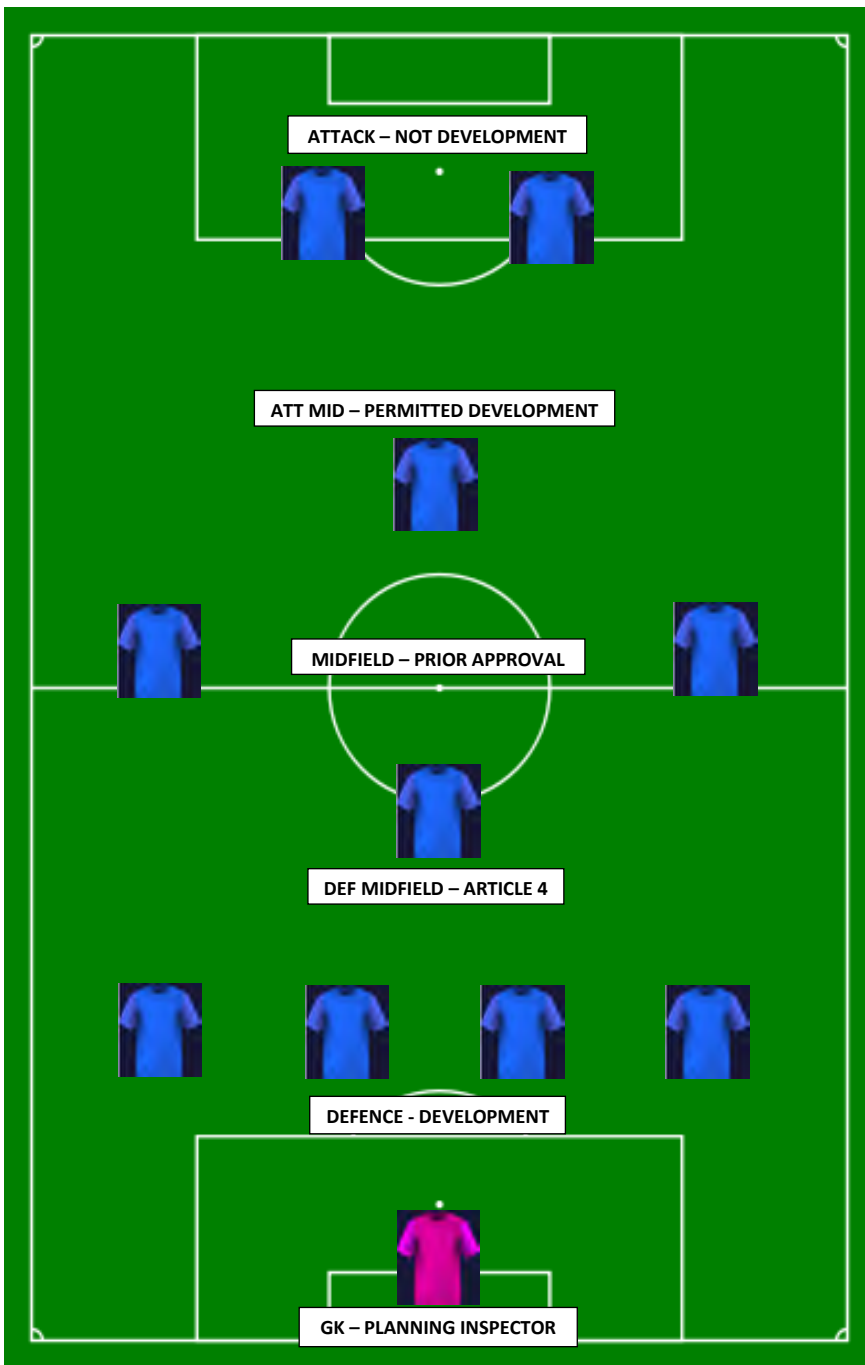 ATTACK – NOT DEVELOPMENT
ATT MID – PERMITTED DEVELOPMENT
MIDFIELD – PRIOR APPROVAL
DEF MIDFIELD – ARTICLE 4
DEFENCE - DEVELOPMENT
GK – PLANNING INSPECTOR